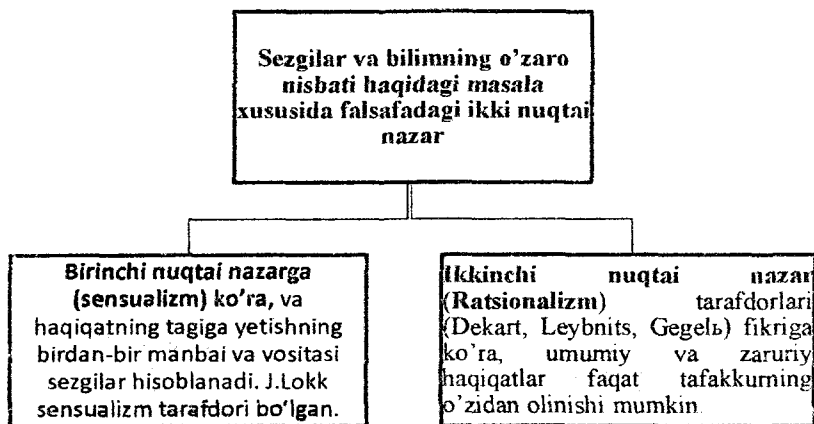 Sezgilar va bilimning o'zaro
nisbati haqidagi masala
xususida falsafadagi ikki nuqtai
nazar
Birinchi nuqtai nazarga
(sensualizm) ko'ra, va
haqiqatning tagiga yetishning
birdan-bir manbai va vositasi
sezgilar hisoblanadi. J.Lokk
sensualizm tarafdori bo'lgan.
Ikkinchi nuqtai nazar
(Ratsionalizm) tarafdorlari
(Dekart, Leybnits, Gegelь) fikriga
ko'ra, umumiy va zaruriy
haqiqatlar faqat tafakkurning
o'zidan olinishi mumkin.